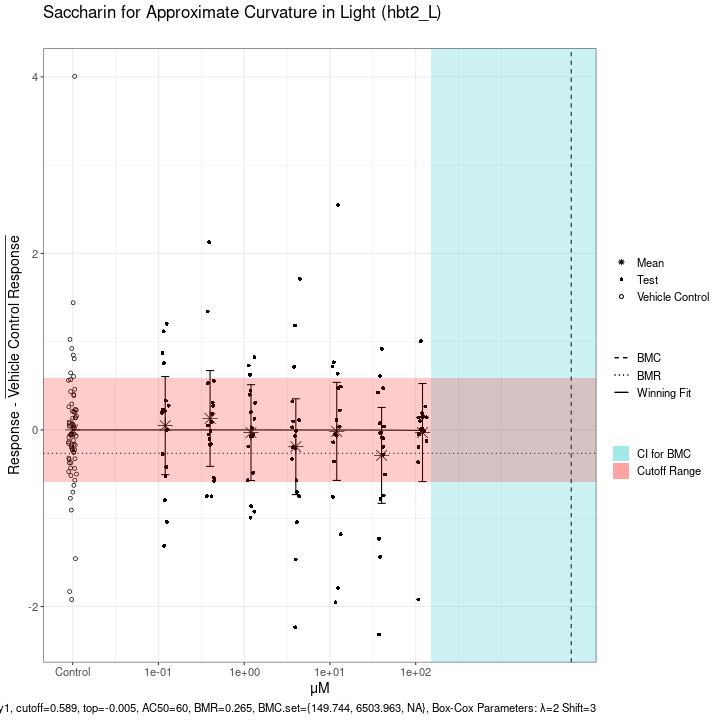 Saccharin for Approximate Curvature in Light (hbt2_L)
Response - Vehicle Control Response
4
2
0
-2
Control
1e-01
1e+00
1e+01
1e+02
µM
Mean
Test
Vehicle Control
BMC
BMR
Winning Fit
CI for BMC
Cutoff Range
y1, cutoff=0.589, top=-0.005, AC50=60, BMR=0.265, BMC.set={149.744, 6503.963, NA}, Box-Cox Parameters: λ=2 Shift=3